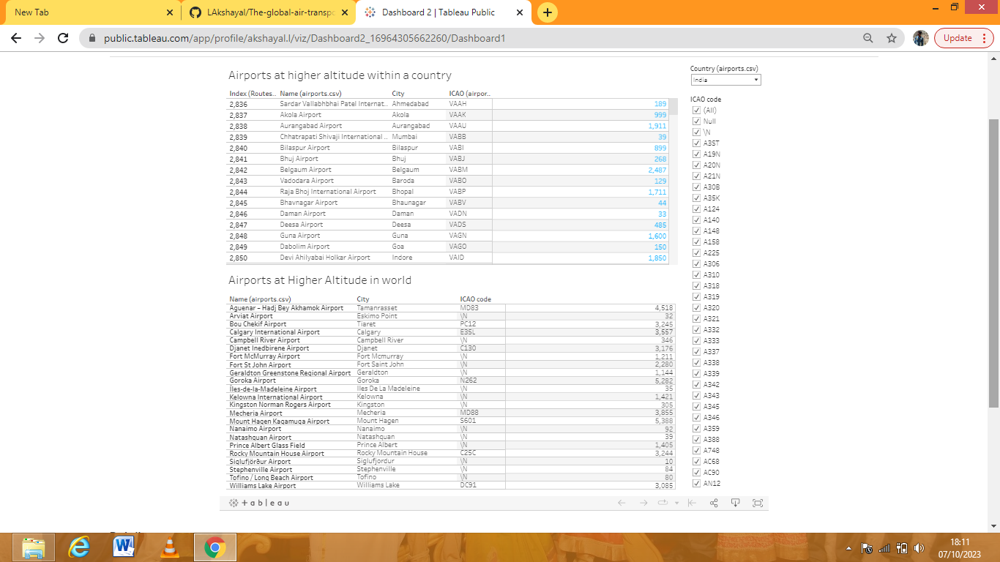 New Tab
LAkshayal/The-global-air-transpo
Dashboard 2 | Tableau Public
public.tableau.com/app/profile/akshayal.l/viz/Dashboard2_16964305662260/Dashboard1
Update
Airports at higher altitude within a country
Index (Routes.. Name (airports.csv) City ICAO (airpor..
2,836 Sardar Vallabhbhai Patel Internat.. Ahmedabad VAAH 189
2,837 Akola Airport Akola VAAK 999
2,838 Aurangabad Airport Aurangabad VAAU 1,911
2,839 Chhatrapati Shivaji International .. Mumbai VABB 39
2,840 Bilaspur Airport Bilaspur VABI 899
2,841 Bhuj Airport Bhuj VABJ 268
2,842 Belgaum Airport Belgaum VABM 2,487
2,843 Vadodara Airport Baroda VABO 129
2,844 Raja Bhoj International Airport Bhopal VABP 1,711
2,845 Bhavnagar Airport Bhaunagar VABV 44
2,846 Daman Airport Daman VADN 33
2,847 Deesa Airport Deesa VADS 485
2,848 Guna Airport Guna VAGN 1,600
2,849 Dabolim Airport Goa VAGO 150
2,850 Devi Ahilyabai Holkar Airport Indore VAID 1,850
Airports at Higher Altitude in world
Name (airports.csv) City ICAO code
Aguenar – Hadj Bey Akhamok Airport Tamanrasset MD83 4,518
Arviat Airport Eskimo Point \N 32
Bou Chekif Airport Tiaret PC12 3,245
Calgary International Airport Calgary E35L 3,557
Campbell River Airport Campbell River \N 346
Djanet Inedbirene Airport Djanet C130 3,176
Fort McMurray Airport Fort Mcmurray \N 1,211
Fort St John Airport Fort Saint John \N 2,280
Geraldton Greenstone Regional Airport Geraldton \N 1,144
Goroka Airport Goroka N262 5,282
Îles-de-la-Madeleine Airport Iles De La Madeleine \N 35
Kelowna International Airport Kelowna \N 1,421
Kingston Norman Rogers Airport Kingston \N 305
Mecheria Airport Mecheria MD88 3,855
Mount Hagen Kagamuga Airport Mount Hagen S601 5,388
Nanaimo Airport Nanaimo \N 92
Natashquan Airport Natashquan \N 39
Prince Albert Glass Field Prince Albert \N 1,405
Rocky Mountain House Airport Rocky Mountain House C25C 3,244
Siglufjörður Airport Siglufjordur \N 10
Stephenville Airport Stephenville \N 84
Tofino / Long Beach Airport Tofino \N 80
Williams Lake Airport Williams Lake DC91 3,085
Country (airports.csv)
India
ICAO code
(All)
Null
\N
A3ST
A19N
A20N
A21N
A30B
A35K
A124
A140
A148
A158
A225
A306
A310
A318
A319
A320
A321
A332
A333
A337
A338
A339
A342
A343
A345
A346
A359
A388
A748
AC68
AC90
AN12
+ a b l e a u
18:11
07/10/2023